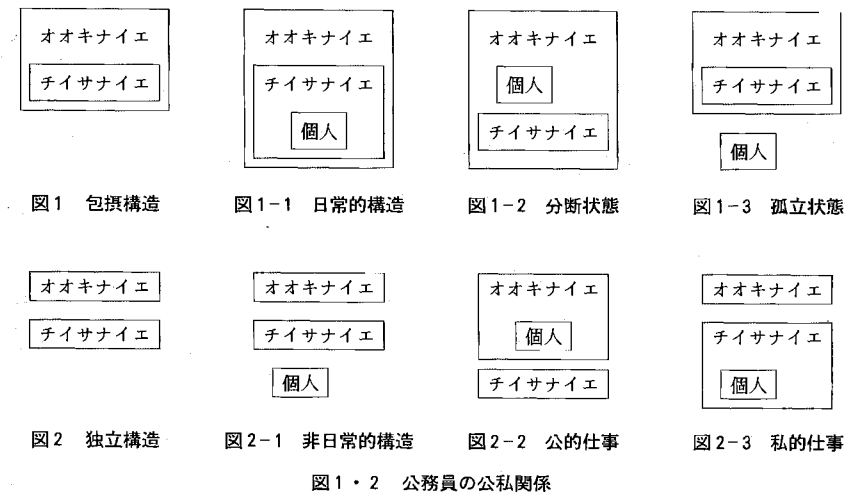 オオキナイエ
チイサナイエ
図1 包摂構造
オオキナイエ
チイサナイエ
個人
図1-1 日常的構造
オオキナイエ
個人
チイサナイエ
図1-2 分断状態
オオキナイエ
チイサナイエ
個人
図1-3 孤立状態
オオキナイエ
チイサナイエ
図2 独立構造
オオキナイエ
チイサナイエ
個人
図2-1 非日常的構造
オオキナイエ
個人
チイサナイエ
図2-2 公的仕事
オオキナイエ
チイサナイエ
個人
図2-3 私的仕事
図1・2 公務員の公私関係